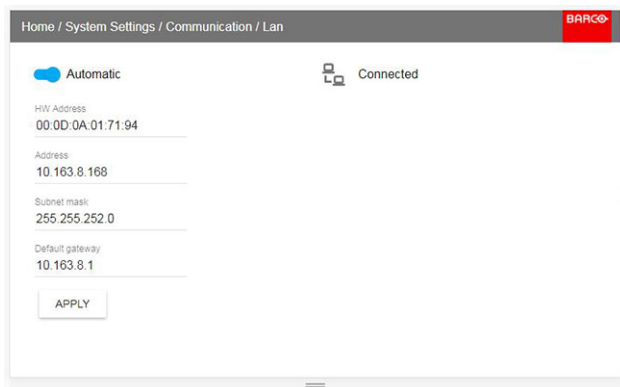 Home / System Settings / Communication / Lan
BARCO
Automatic
Connected
HW Address
00:0D:0A:01:71:94
Address
10.163.8.168
Subnet mask
255.255.252.0
Default gateway
10.163.8.1
APPLY